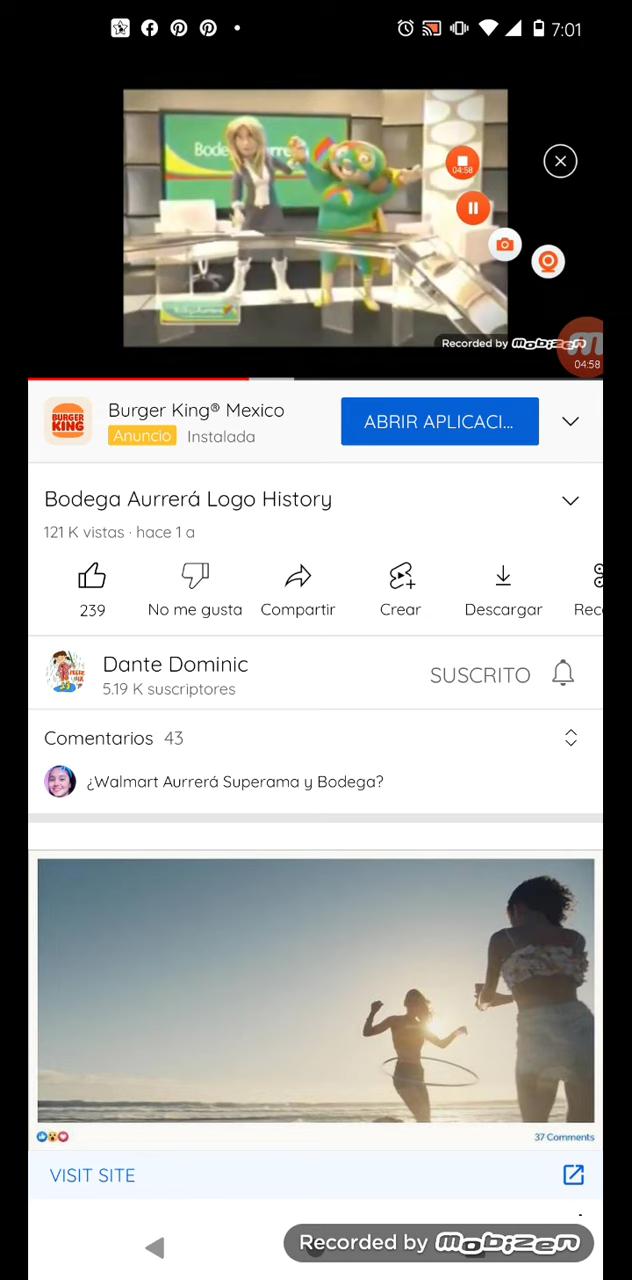 7:01
Bode
04:58
Bodega Aurrera
Recorded by mobizen
04:58
BURGER KING
Burger King® Mexico
ABRIR APLICACI...
Anuncio Instalada
Bodega Aurrerá Logo History
121 K vistas · hace 1 a
239 No me gusta Compartir Crear Descargar Rec
Dante Dominic
SUSCRITO
5.19 K suscriptores
Comentarios 43
¿Walmart Aurrerá Superama y Bodega?
37 Comments
VISIT SITE
Recorded by mobizen